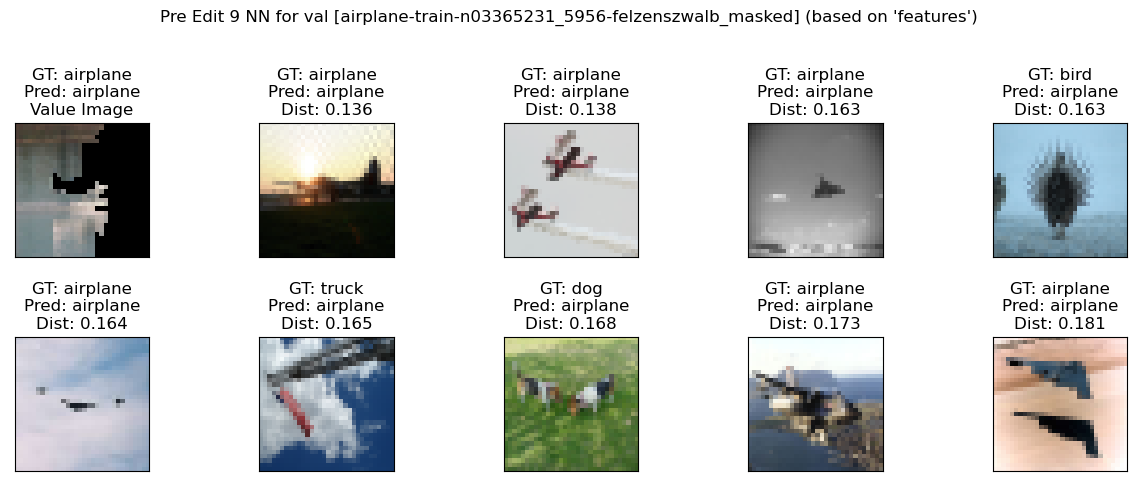 Pre Edit 9 NN for val [airplane-train-n03365231_5956-felzenszwalb_masked] (based on 'features')
GT: airplane
Pred: airplane
Value Image
GT: airplane
Pred: airplane
Dist: 0.136
GT: airplane
Pred: airplane
Dist: 0.138
GT: airplane
Pred: airplane
Dist: 0.163
GT: bird
Pred: airplane
Dist: 0.163
GT: airplane
Pred: airplane
Dist: 0.164
GT: truck
Pred: airplane
Dist: 0.165
GT: dog
Pred: airplane
Dist: 0.168
GT: airplane
Pred: airplane
Dist: 0.173
GT: airplane
Pred: airplane
Dist: 0.181